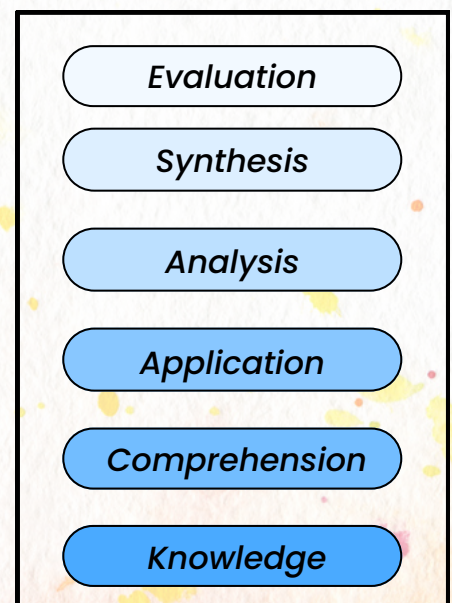 Evaluation
Synthesis
Analysis
Application
Comprehension
Knowledge